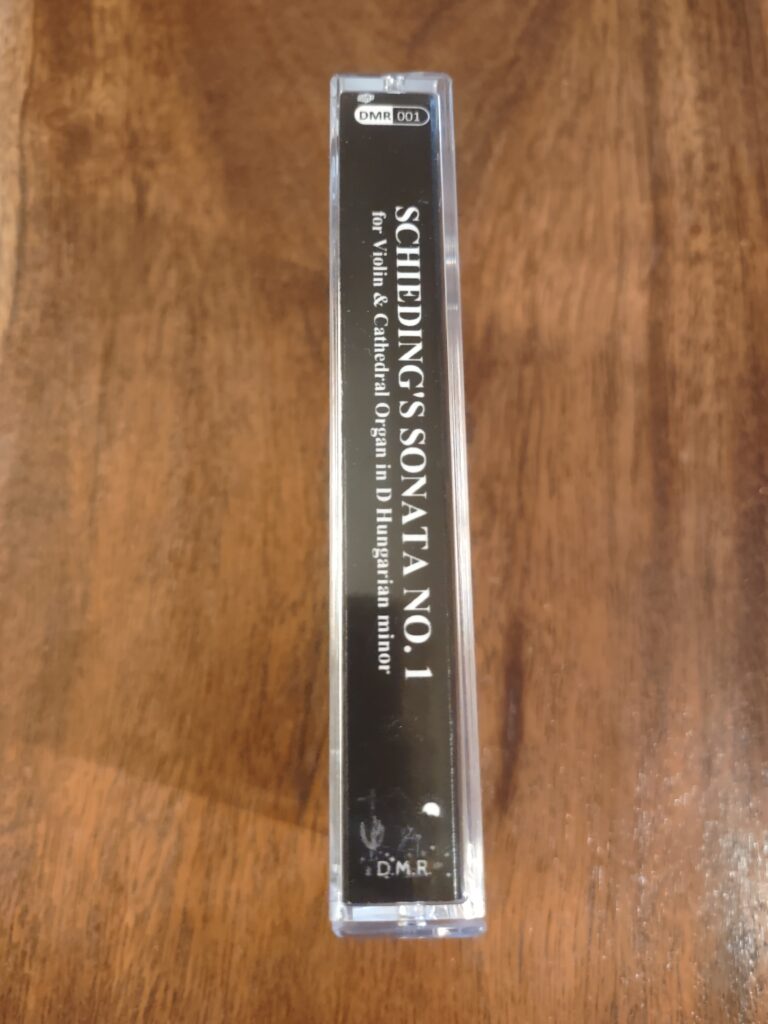 DMR 001
SCHIEDING'S SONATA NO. 1
for Violin & Cathedral Organ in D Hungarian minor
D.M.R.